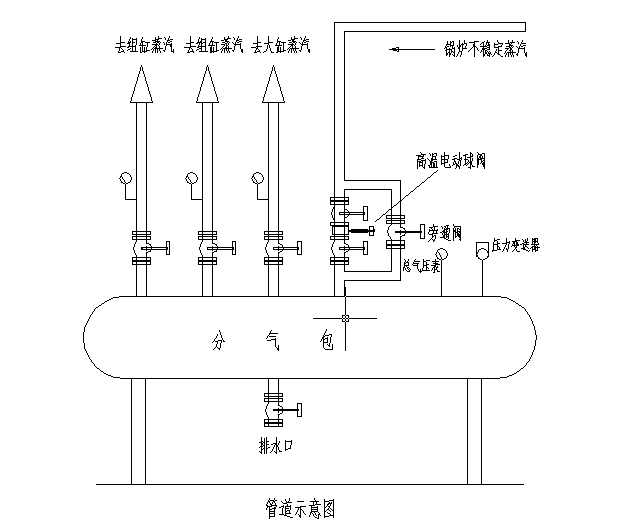 去组缸蒸汽
去组缸蒸汽
去大缸蒸汽
锅炉不稳定蒸汽
高温电动球阀
旁通阀
压力变送器
总气压表
分气包
排水口
管道示意图